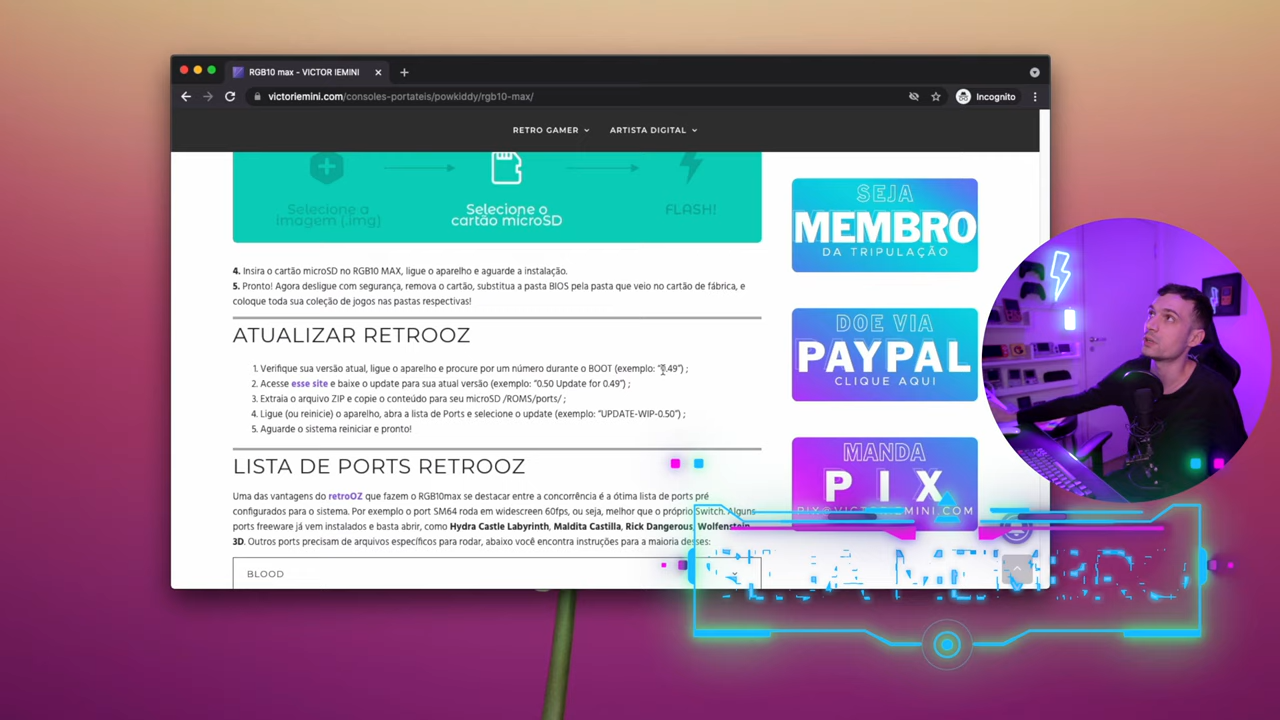 RGB10 max - VICTOR IEMINI
victoriemini.com/consoles-portateis/powkiddy/rgb10-max/
Incognito
RETRO GAMER
ARTISTA DIGITAL
Selecione a
imagem (.img)
Selecione o
cartão microSD
FLASH!
4. Insira o cartão microSD no RGB10 MAX, ligue o aparelho e aguarde a instalação.
5. Pronto! Agora desligue com segurança, remova o cartão, substitua a pasta BIOS pela pasta que veio no cartão de fábrica, e
coloque toda sua coleção de jogos nas pastas respectivas!
ATUALIZAR RETROOZ
1. Verifique sua versão atual, ligue o aparelho e procure por um número durante o BOOT (exemplo: "0.49") ;
2. Acesse esse site e baixe o update para sua atual versão (exemplo: "0.50 Update for 0.49") ;
3. Extraia o arquivo ZIP e copie o conteúdo para seu microSD /ROMS/ports/ ;
4. Ligue (ou reinicie) o aparelho, abra a lista de Ports e selecione o update (exemplo: "UPDATE-WIP-0.50") ;
5. Aguarde o sistema reiniciar e pronto!
LISTA DE PORTS RETROOZ
Uma das vantagens do retroOZ que fazem o RGB10max se destacar entre a concorrência é a ótima lista de ports pré
configurados para o sistema. Por exemplo o port SM64 roda em widescreen 60fps, ou seja, melhor que o próprio Switch. Alguns
ports freeware já vem instalados e basta abrir, como Hydra Castle Labyrinth, Maldita Castilla, Rick Dangerous, Wolfenstein
3D. Outros ports precisam de arquivos específicos para rodar, abaixo você encontra instruções para a maioria desses:
BLOOD
SEJA
MEMBRO
DA TRIPULAÇÃO
DOE VIA
PAYPAL
CLIQUE AQUI
MANDA
PIX
PIX@VICTORIEMINI.COM